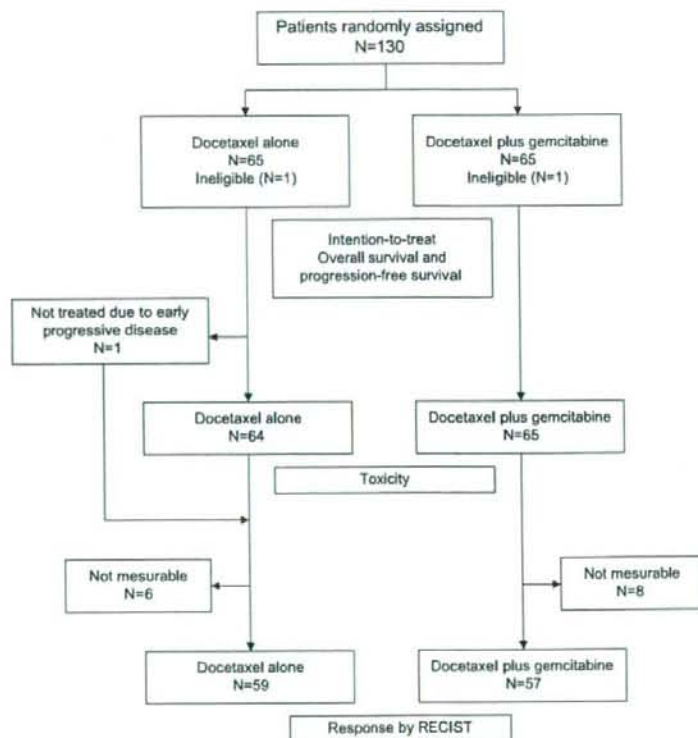 Patients randomly assigned
N=130
Docetaxel alone
N=65
Ineligible (N=1)
Docetaxel plus gemcitabine
N=65
Ineligible (N=1)
Intention-to-treat
Overall survival and
progression-free survival
Not treated due to early
progressive disease
N=1
Docetaxel alone
N=64
Docetaxel plus gemcitabine
N=65
Toxicity
Not mesurable
N=6
Not mesurable
N=8
Docetaxel alone
N=59
Docetaxel plus gemcitabine
N=57
Response by RECIST